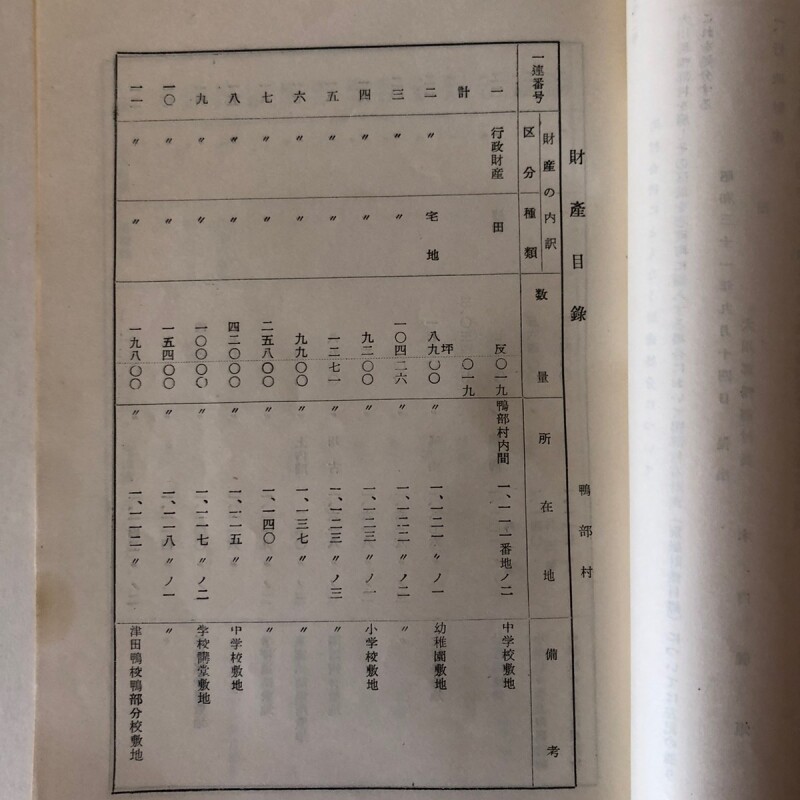 財産目錄
鴨部村
一連番号 財産の内訳 区分 種類 数量 所在地 備考
一 行政財産 田 反 〇一九 鴨部村内間 一、一一一番地ノ二 中学校敷地
計 〇一九
二 〃 宅地 坪 八九〇〇 〃 一、一二一 〃ノ一 幼稚園敷地
三 〃 〃 一〇四二六 〃 一、一二二 〃ノ二 〃
四 〃 〃 九二〇〇 〃 一、一二三 〃ノ一 小学校敷地
五 〃 〃 一二七一 〃 一、一二三 〃ノ三 〃
六 〃 〃 九九〇〇 〃 一、一三七 〃 〃
七 〃 〃 二五八〇〇 〃 一、一四〇 〃 〃
八 〃 〃 四二〇〇〇 〃 一、一一五 〃 中学校敷地
九 〃 〃 一〇〇〇〇 〃 一、一一七 〃ノ二 学校講堂敷地
一〇 〃 〃 一五四〇〇 〃 一、一一八 〃ノ一 〃
一一 〃 〃 一九八〇〇 〃 一、一一二 〃ノ二 津田鴨校鴨部分校敷地